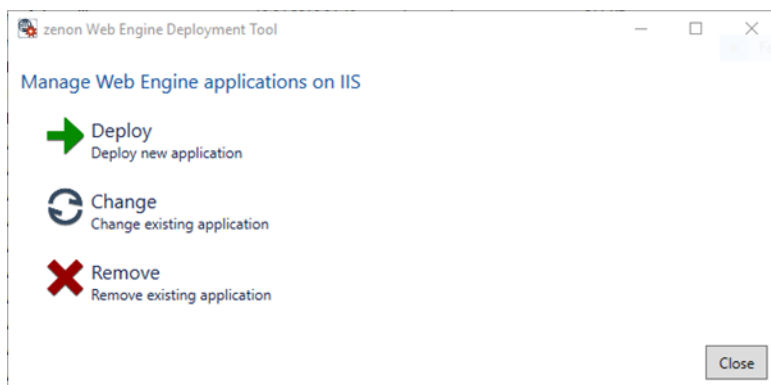 zenon Web Engine Deployment Tool
Manage Web Engine applications on IIS
Deploy
Deploy new application
Change
Change existing application
Remove
Remove existing application
Close